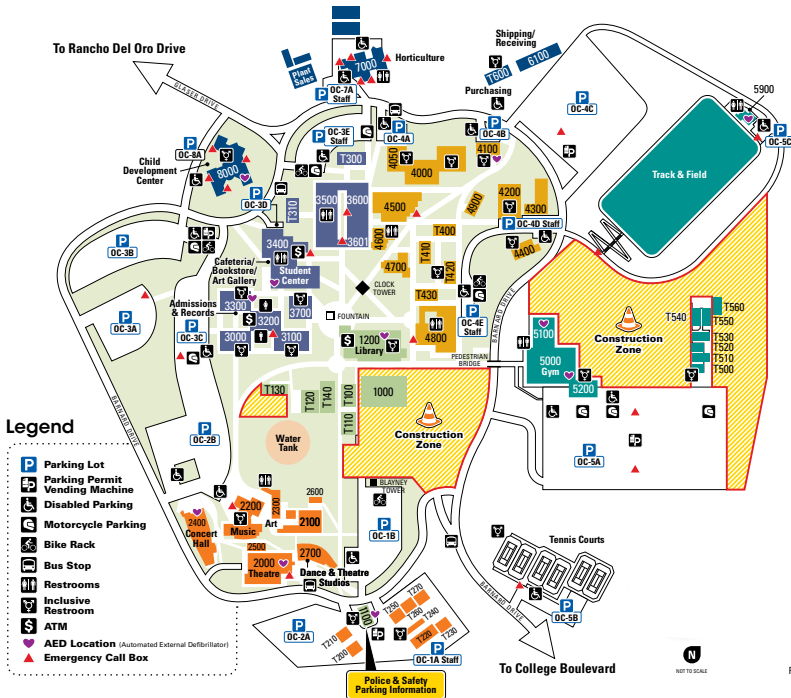 To Rancho Del Oro Drive
GLASER DRIVE
Plant
Sales
7000
Horticulture
P
OC-7A
Staff
Shipping/
Receiving
T600
6100
Purchasing
P
OC-4C
5900
P
OC-5C
Track & Field
P
OC-8A
Child
Development
Center
8000
P
OC-3E
Staff
P
OC-4A
P
OC-4B
T300
4050
4000
4100
P
OC-3D
T310
3500
3600
3601
4500
4900
4200
4300
P
OC-4D Staff
4400
P
OC-3B
3400
Cafeteria/
Bookstore/
Art Gallery
$
Student
Center
4600
T400
T410
T420
4700
CLOCK
TOWER
T430
P
OC-3A
Admissions
& Records
3300
$
3200
3700
FOUNTAIN
P
OC-3C
3000
3100
$
1200
Library
4800
P
OC-4E
Staff
BARNARD DRIVE
PEDESTRIAN
BRIDGE
5100
5000
Gym
5200
Construction
Zone
T540
T560
T550
T530
T520
T510
T500
BARNARD DRIVE
T130
T120
T140
T100
T110
1000
Construction
Zone
P
OC-2B
Water
Tank
P
OC-5A
BLAYNEY
TOWER
P
OC-1B
2400
Concert
Hall
2200
Music
2300
Art
2600
2100
2500
2000
Theatre
2700
Dance & Theatre
Studios
P
OC-2A
1100
T210
T200
T250
T270
T260
T240
T220
T230
P
OC-1A Staff
Police & Safety
Parking Information
BARNARD DRIVE
Tennis Courts
P
OC-5B
To College Boulevard
N
NOT TO SCALE
Legend
P Parking Lot
Parking Permit
Vending Machine
Disabled Parking
Motorcycle Parking
Bike Rack
Bus Stop
Restrooms
Inclusive
Restroom
$ ATM
AED Location (Automated External Defibrillator)
Emergency Call Box